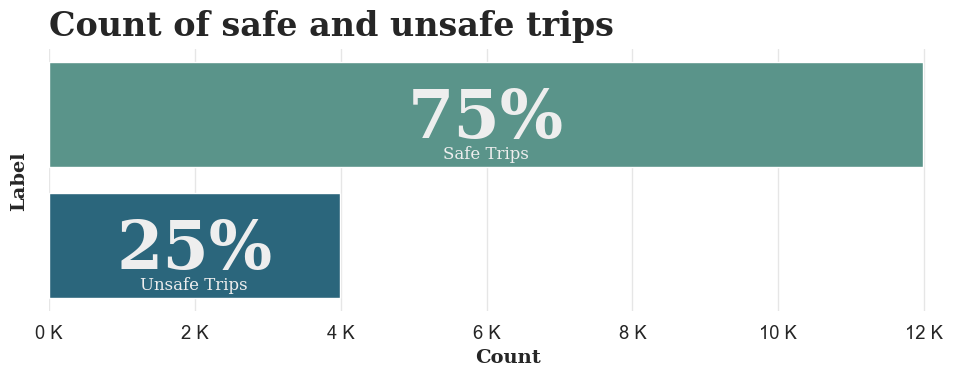 Count of safe and unsafe trips
75%
Safe Trips
Label
25%
Unsafe Trips
0 K 2 K 4 K 6 K 8 K 10 K 12 K
Count